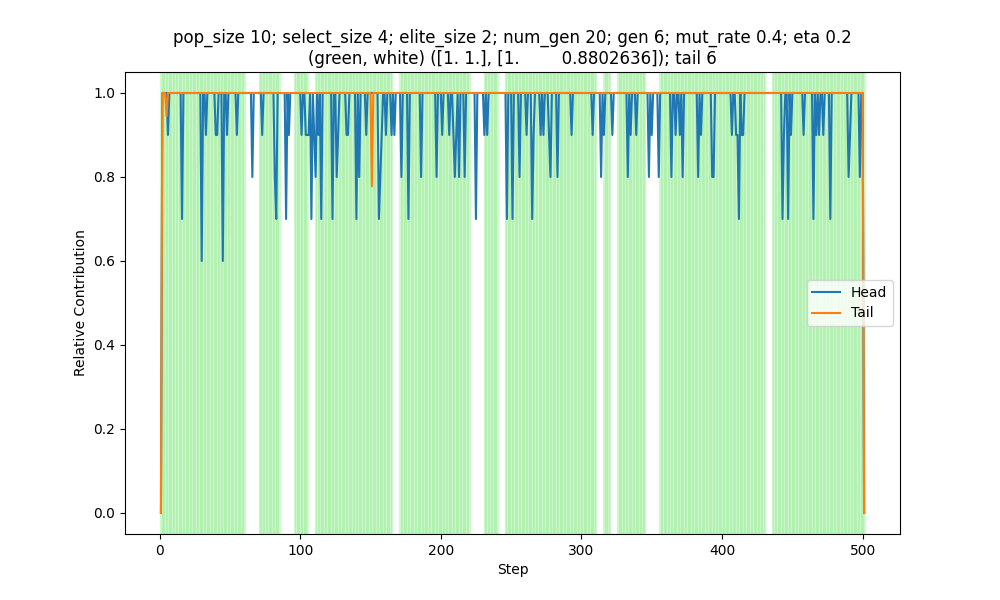 pop_size 10; select_size 4; elite_size 2; num_gen 20; gen 6; mut_rate 0.4; eta 0.2
(green, white) ([1. 1.], [1.        0.8802636]); tail 6
1.0
0.8
0.6
0.4
0.2
0.0
Relative Contribution
Head
Tail
0
100
200
300
400
500
Step